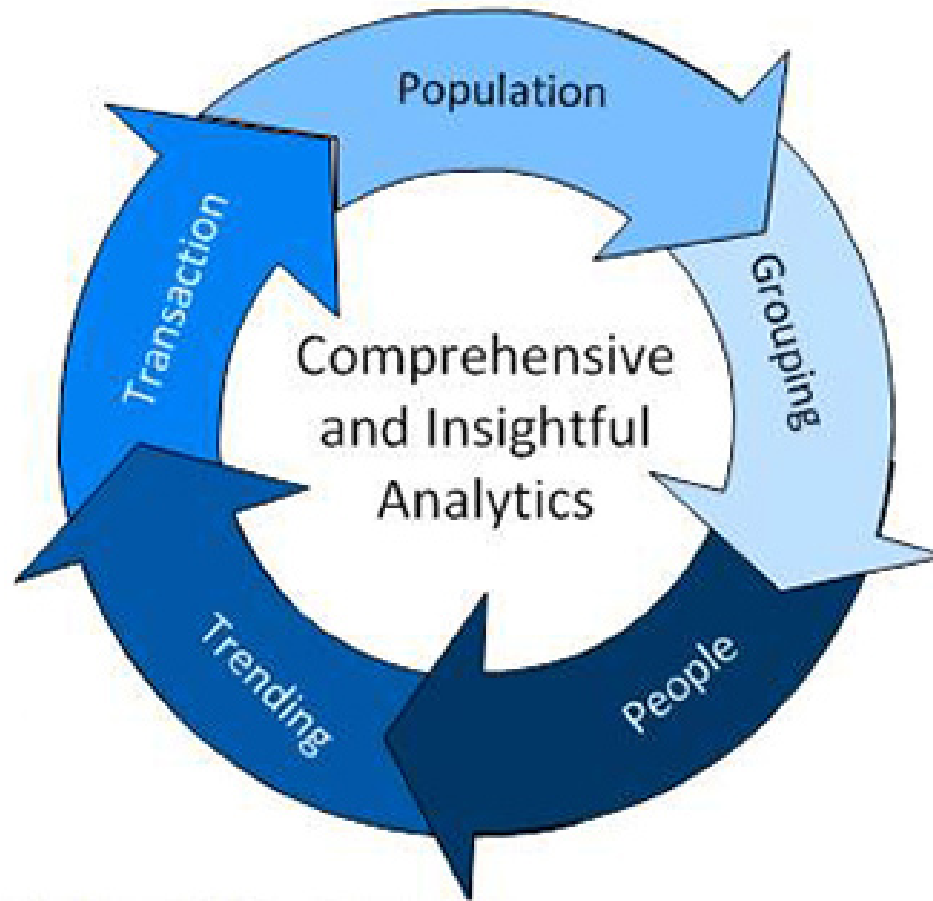 Population
Grouping
People
Trending
Transaction
Comprehensive
and Insightful
Analytics